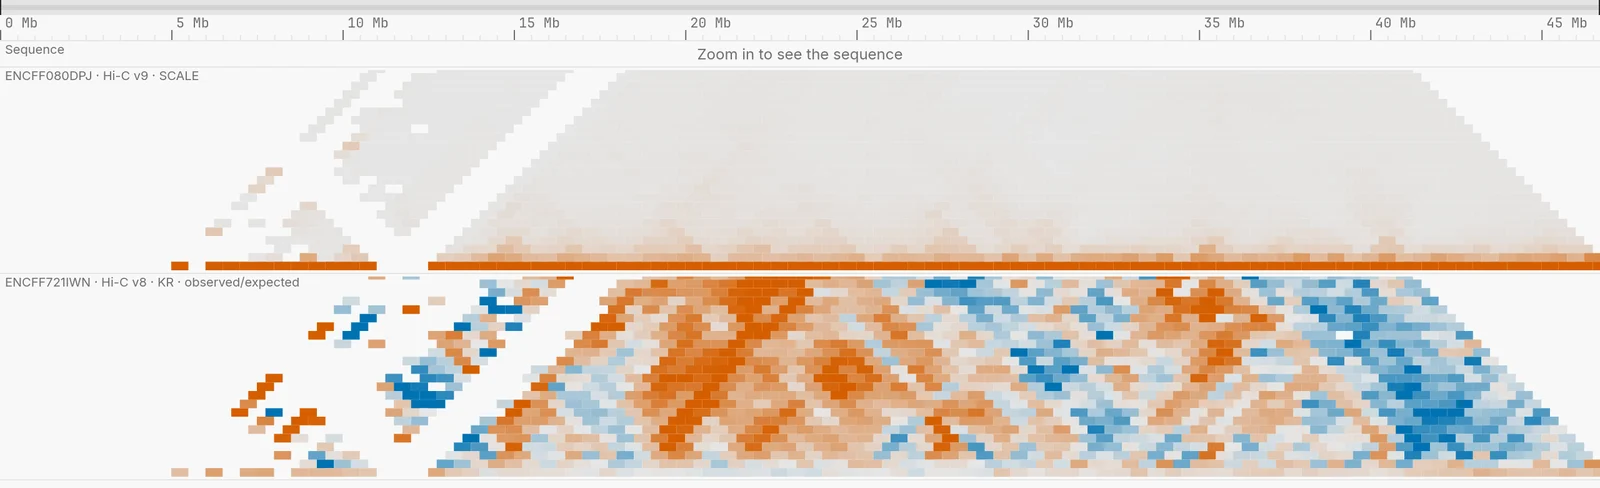 0 Mb 5 Mb 10 Mb 15 Mb 20 Mb 25 Mb 30 Mb 35 Mb 40 Mb 45 Mb
Sequence
Zoom in to see the sequence
ENCFF080DPJ · Hi-C v9 · SCALE
ENCFF721IWN · Hi-C v8 · KR · observed/expected